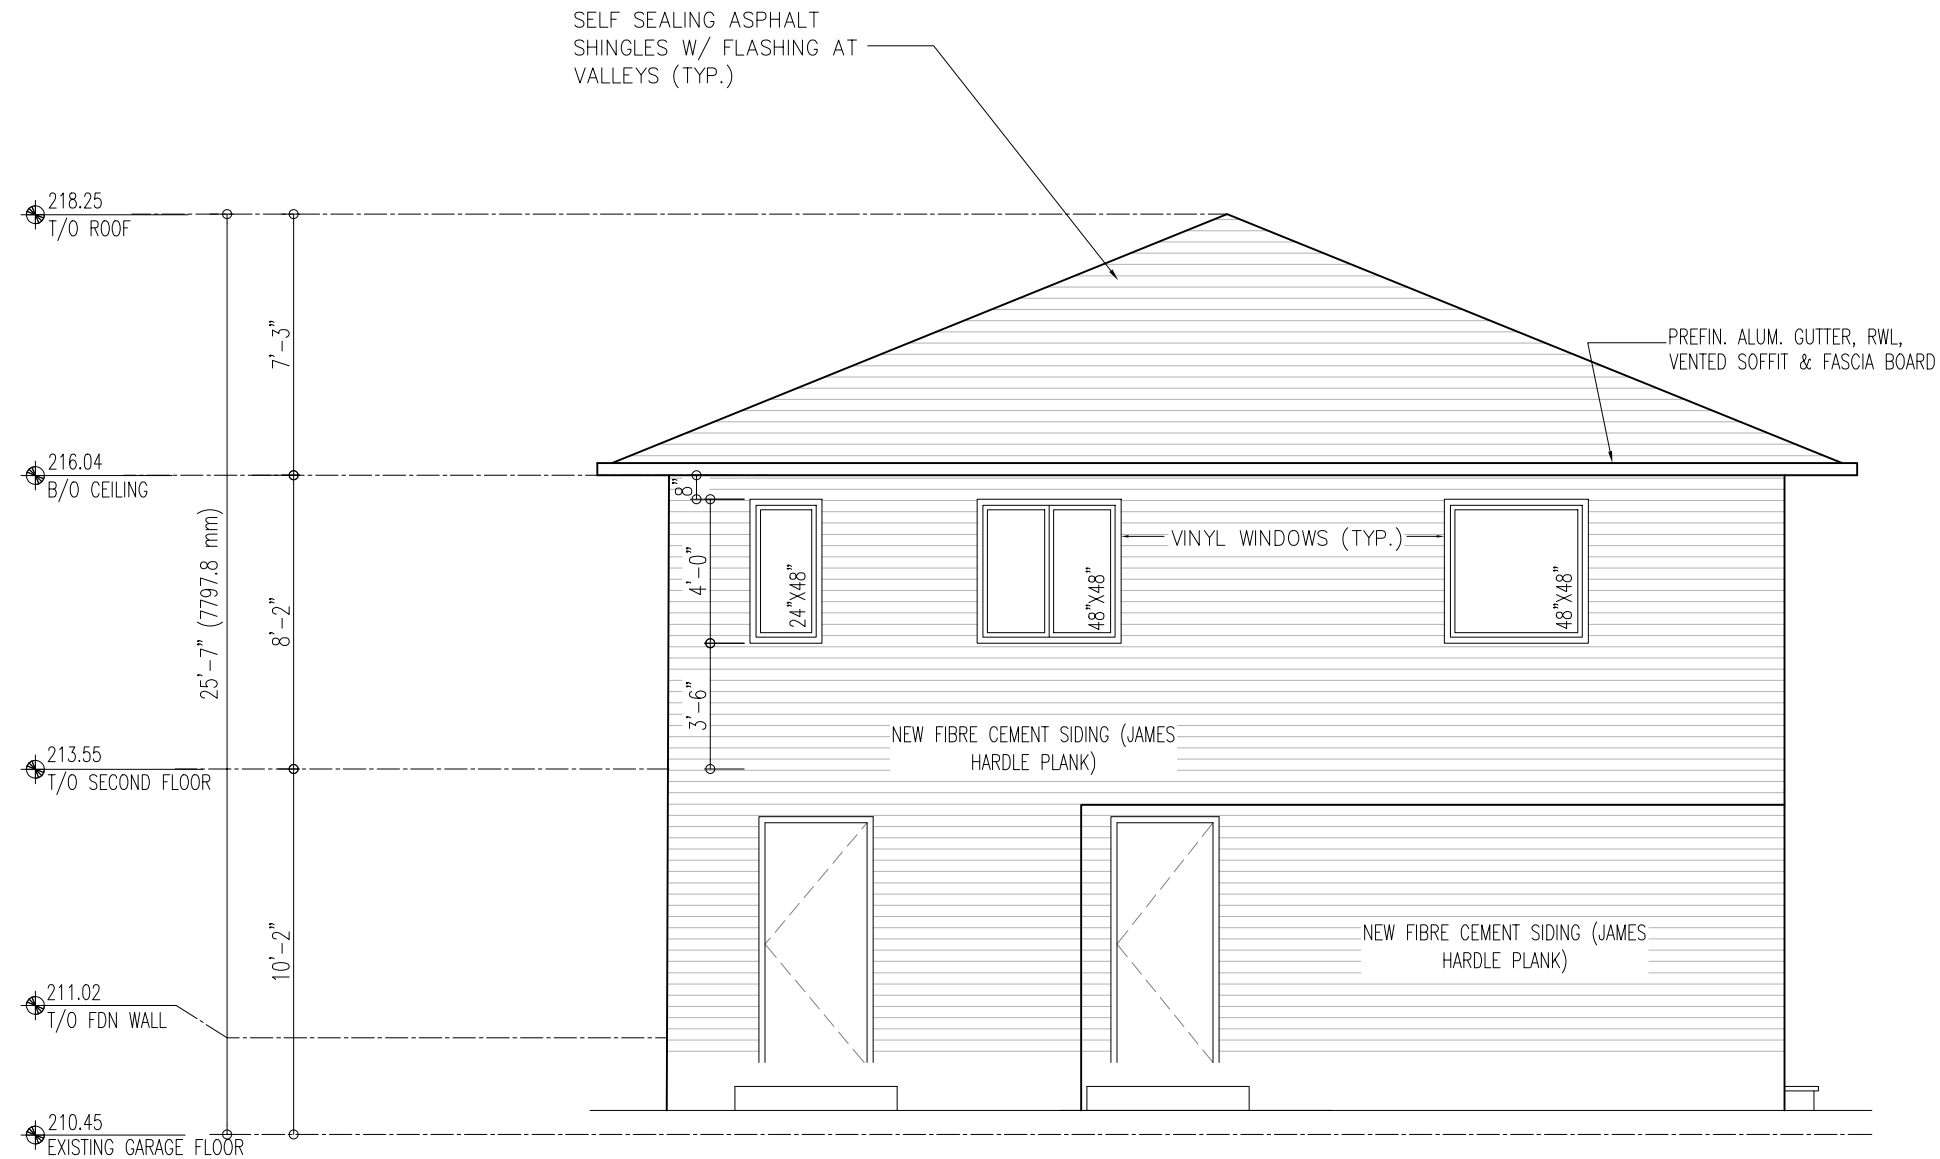 SELF SEALING ASPHALT
SHINGLES W/ FLASHING AT
VALLEYS (TYP.)
218.25
T/O ROOF
7'-3"
PREFIN. ALUM. GUTTER, RWL,
VENTED SOFFIT & FASCIA BOARD
216.04
B/O CEILING
8"
25'-7" (7797.8 mm)
8'-2"
4'-0"
24"X48"
48"X48"
VINYL WINDOWS (TYP.)
48"X48"
3'-6"
NEW FIBRE CEMENT SIDING (JAMES
HARDLE PLANK)
213.55
T/O SECOND FLOOR
10'-2"
NEW FIBRE CEMENT SIDING (JAMES
HARDLE PLANK)
211.02
T/O FDN WALL
210.45
EXISTING GARAGE FLOOR